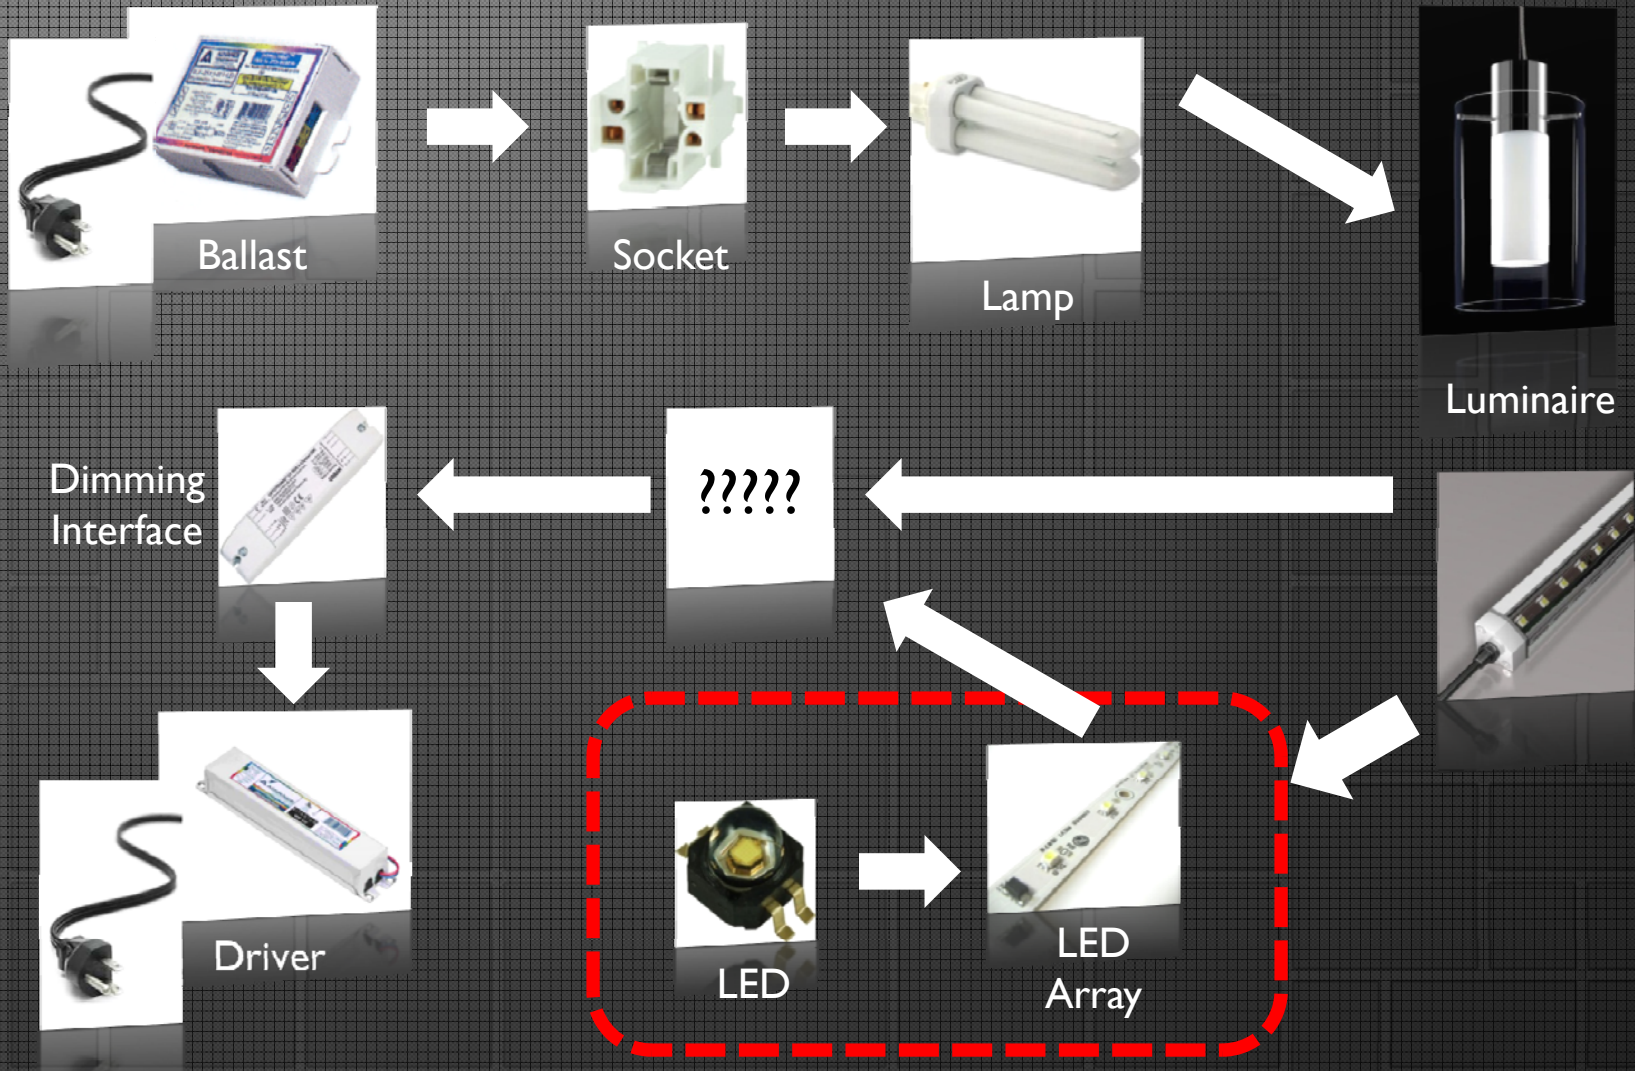 Ballast
Socket
Lamp
Luminaire
Dimming
Interface
?????
Driver
LED
LED
Array